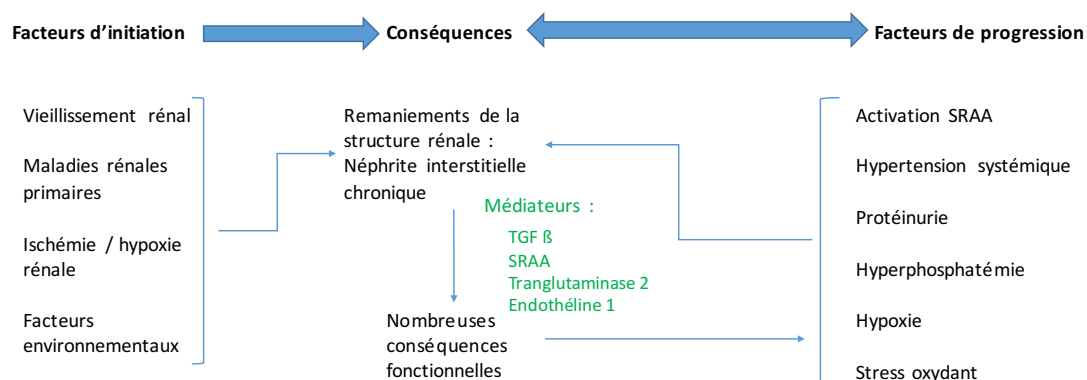 Facteurs d'initiation
Conséquences
Facteurs de progression
Vieillissement rénal
Maladies rénales
primaires
Ischémie / hypoxie
rénale
Facteurs
environnementaux
Remaniements de la
structure rénale :
Néphrite interstitielle
chronique
Médiateurs :
TGF ß
SRAA
Tranglutaminase 2
Endothéline 1
Nombreuses
conséquences
fonctionnelles
Activation SRAA
Hypertension systémique
Protéinurie
Hyperphosphatémie
Hypoxie
Stress oxydant